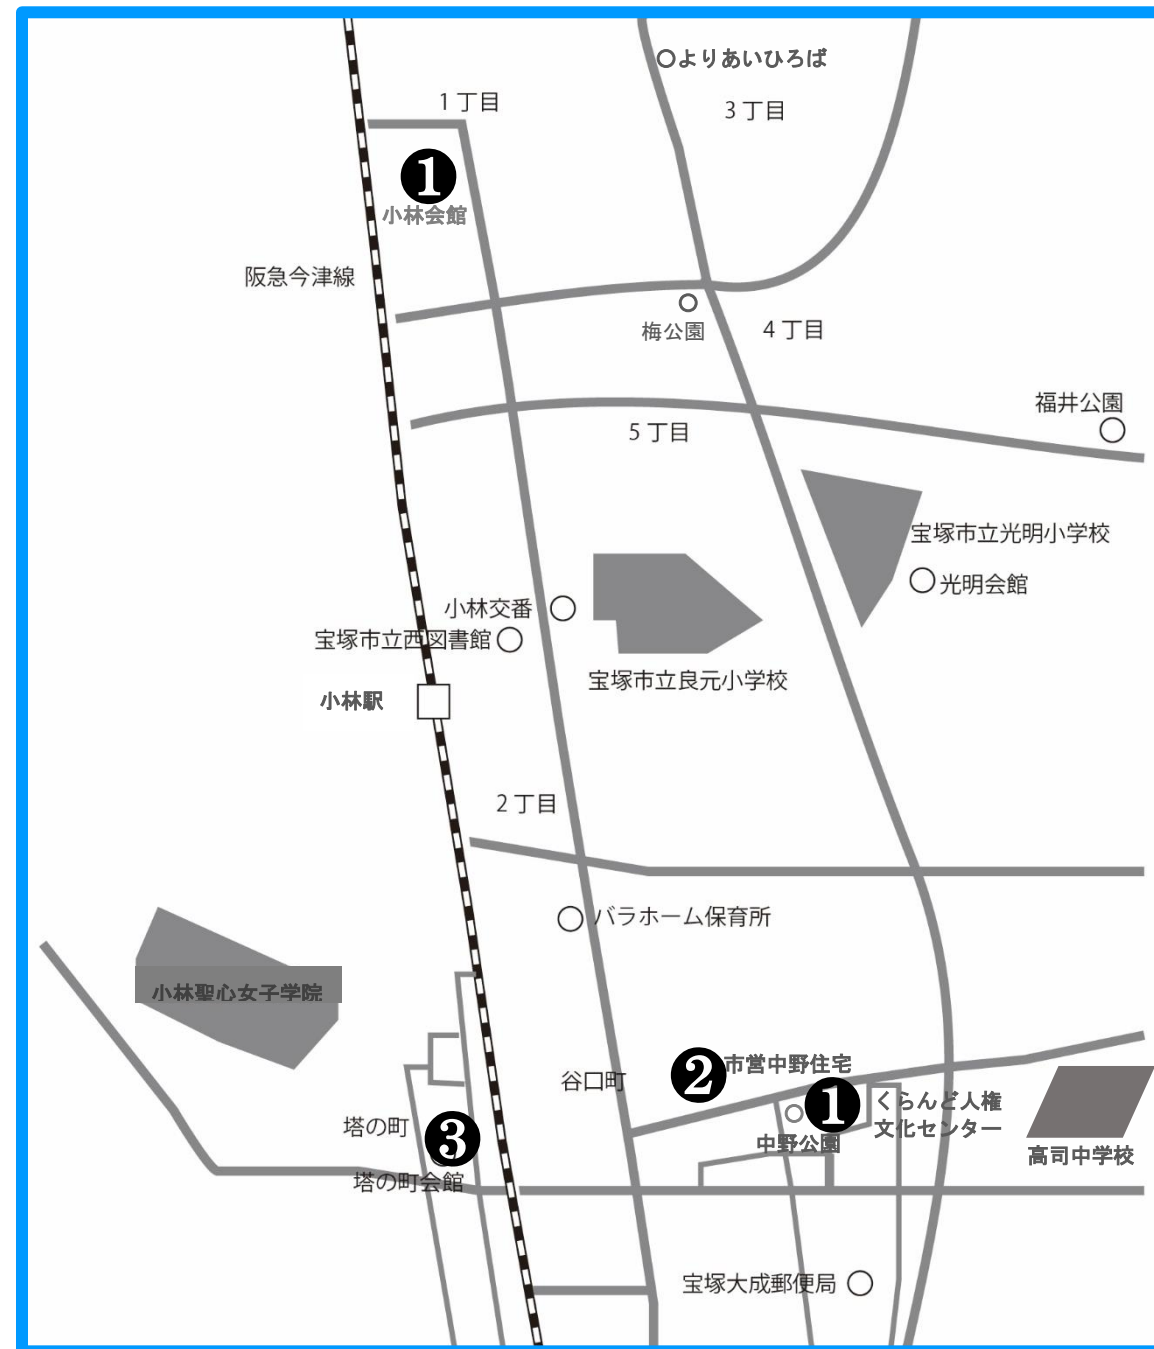 よりあいひろば
1丁目
3丁目
❶
小林会館
阪急今津線
梅公園
4丁目
福井公園
5丁目
宝塚市立光明小学校
光明会館
小林交番
宝塚市立西図書館
宝塚市立良元小学校
小林駅
2丁目
バラホーム保育所
小林聖心女子学院
谷口町
❷
市営中野住宅
❶
くらんど人権
文化センター
中野公園
高司中学校
塔の町
❸
塔の町会館
宝塚大成郵便局